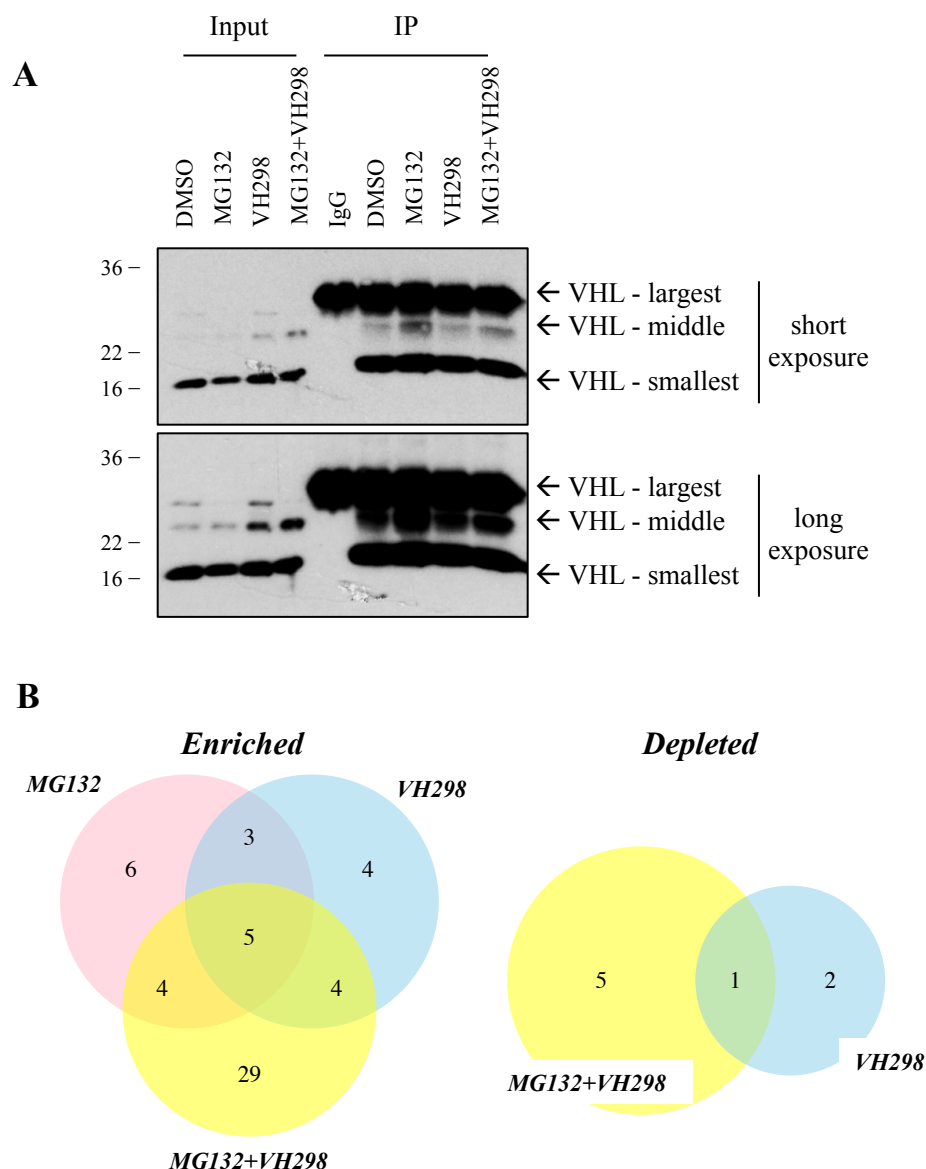 Input IP
A
DMSO MG132 VH298 MG132+VH298 IgG DMSO MG132 VH298 MG132+VH298
36 –
← VHL - largest
← VHL - middle
short
exposure
22 –
16 –
← VHL - smallest
36 –
← VHL - largest
← VHL - middle
long
exposure
22 –
16 –
← VHL - smallest
B
Enriched Depleted
MG132 VH298
3
6 4
5
4 4
29
MG132+VH298
5 1 2
MG132+VH298 VH298